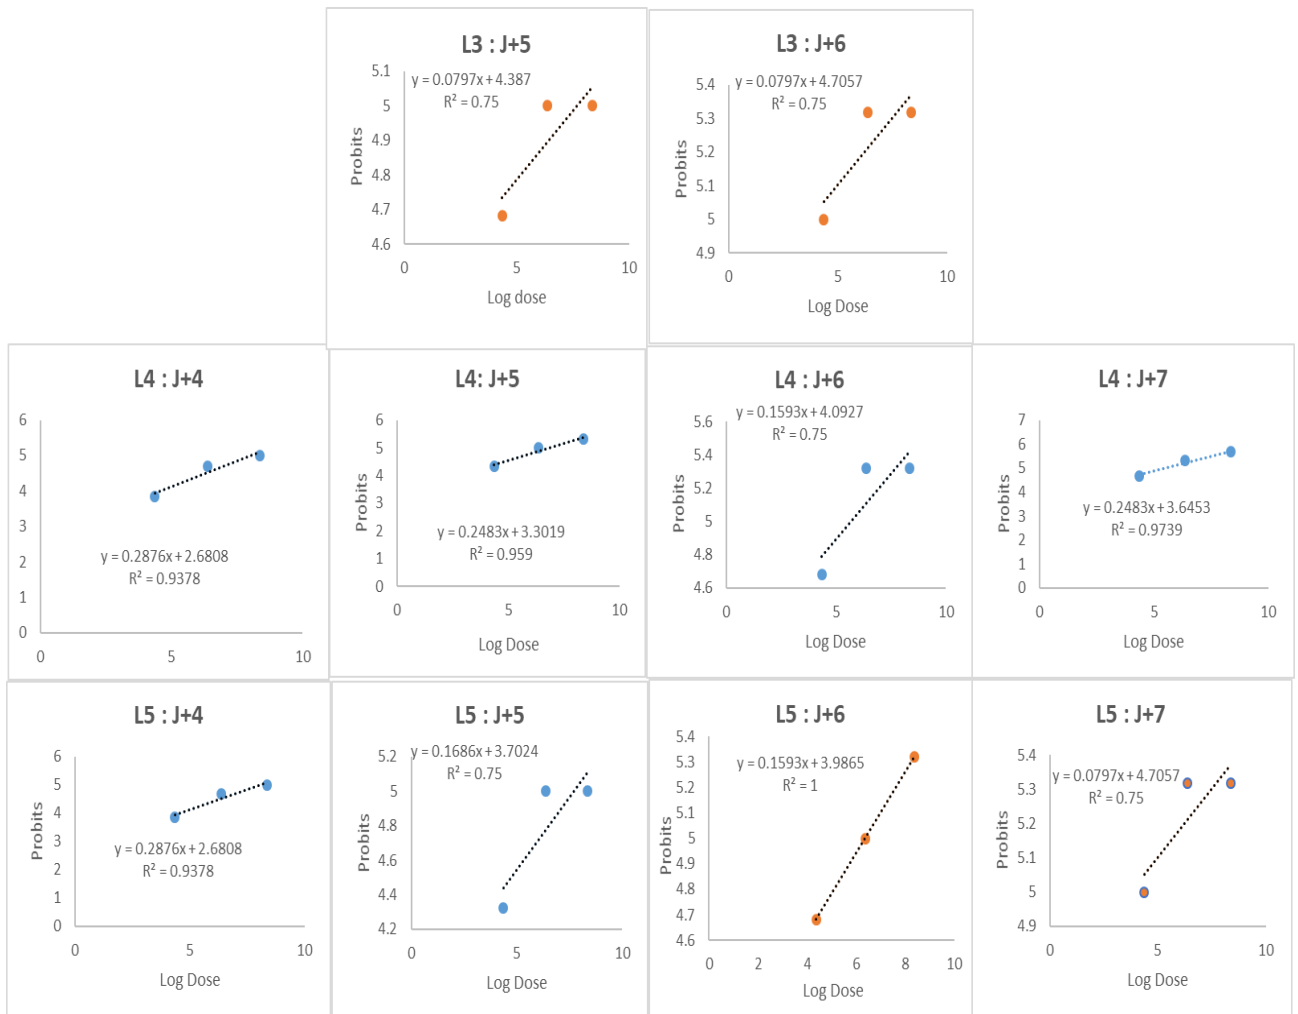 L3 : J+5
y = 0.0797x + 4.387
R² = 0.75
5.1
5
4.9
4.8
4.7
4.6
Probits
0
5
10
Log dose
L3 : J+6
y = 0.0797x + 4.7057
R² = 0.75
5.4
5.3
5.2
5.1
5
4.9
Probits
0
5
10
Log Dose
L4 : J+4
6
5
4
3
2
1
0
y = 0.2876x + 2.6808
R² = 0.9378
0
5
10
L4: J+5
6
5
4
3
2
1
0
Probits
y = 0.2483x + 3.3019
R² = 0.959
0
5
10
Log Dose
L4 : J+6
y = 0.1593x + 4.0927
R² = 0.75
5.6
5.4
5.2
5
4.8
4.6
Probits
0
5
10
Log Dose
L4 : J+7
7
6
5
4
3
2
1
0
Probits
y = 0.2483x + 3.6453
R² = 0.9739
0
5
10
Log Dose
L5 : J+4
6
5
4
3
2
1
0
Probits
y = 0.2876x + 2.6808
R² = 0.9378
0
5
10
Log Dose
L5 : J+5
y = 0.1686x + 3.7024
R² = 0.75
5.2
5
4.8
4.6
4.4
4.2
Probits
0
5
10
Log Dose
L5 : J+6
y = 0.1593x + 3.9865
R² = 1
5.4
5.3
5.2
5.1
5
4.9
4.8
4.7
4.6
Probits
0
2
4
6
8
10
Log Dose
L5 : J+7
y = 0.0797x + 4.7057
R² = 0.75
5.4
5.3
5.2
5.1
5
4.9
Probits
0
5
10
Log Dose